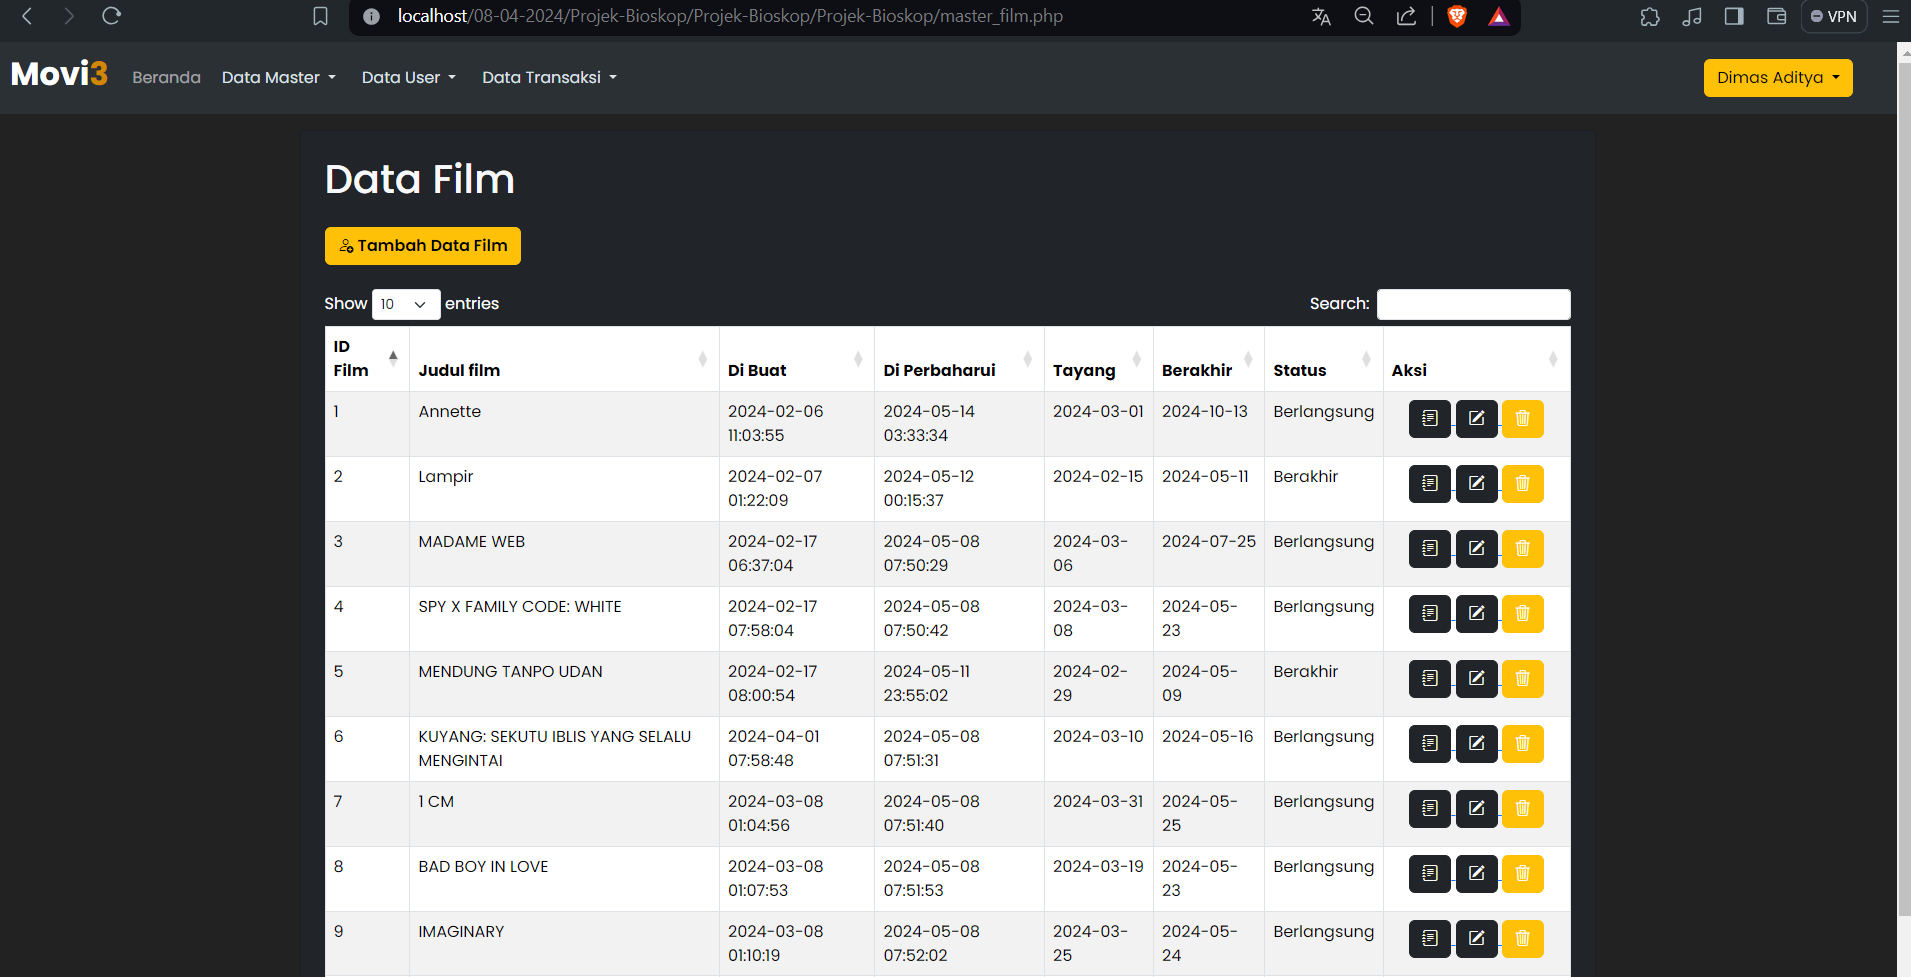 localhost/08-04-2024/Projek-Bioskop/Projek-Bioskop/Projek-Bioskop/master_film.php
VPN
Movi3 Beranda Data Master Data User Data Transaksi Dimas Aditya
Data Film
Tambah Data Film
Show 10 entries Search:
ID
Film Judul film Di Buat Di Perbaharui Tayang Berakhir Status Aksi
1 Annette 2024-02-06 2024-05-14 2024-03-01 2024-10-13 Berlangsung
11:03:55 03:33:34
2 Lampir 2024-02-07 2024-05-12 2024-02-15 2024-05-11 Berakhir
01:22:09 00:15:37
3 MADAME WEB 2024-02-17 2024-05-08 2024-03- 2024-07-25 Berlangsung
06:37:04 07:50:29 06
4 SPY X FAMILY CODE: WHITE 2024-02-17 2024-05-08 2024-03- 2024-05- Berlangsung
07:58:04 07:50:42 08 23
5 MENDUNG TANPO UDAN 2024-02-17 2024-05-11 2024-02- 2024-05- Berakhir
08:00:54 23:55:02 29 09
6 KUYANG: SEKUTU IBLIS YANG SELALU 2024-04-01 2024-05-08 2024-03-10 2024-05-16 Berlangsung
MENGINTAI 07:58:48 07:51:31
7 1 CM 2024-03-08 2024-05-08 2024-03-31 2024-05- Berlangsung
01:04:56 07:51:40 25
8 BAD BOY IN LOVE 2024-03-08 2024-05-08 2024-03-19 2024-05- Berlangsung
01:07:53 07:51:53 23
9 IMAGINARY 2024-03-08 2024-05-08 2024-03- 2024-05- Berlangsung
01:10:19 07:52:02 25 24